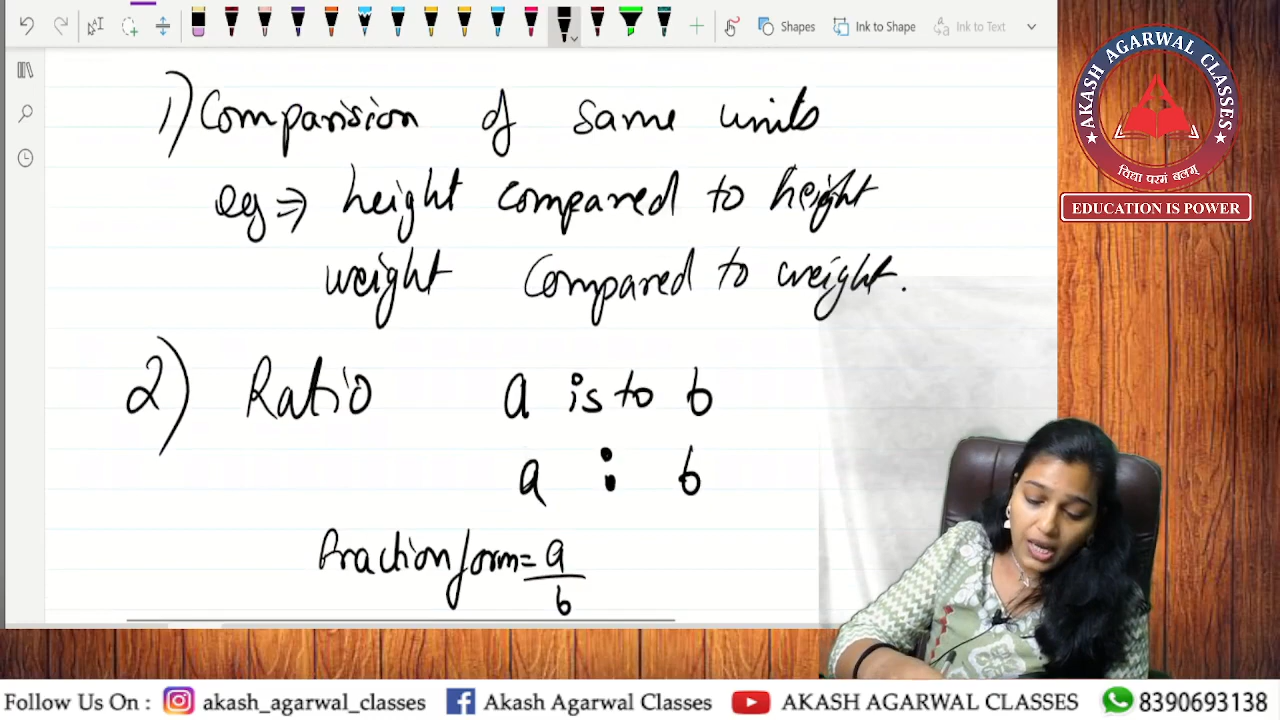 Shapes
Ink to Shape
Ink to Text
1) Comparision of same units
eg ⇒ height compared to height
weight compared to weight.
2) Ratio a is to b
a : b
Fraction form = a
b
AKASH AGARWAL CLASSES
विद्या परमं बलम्
EDUCATION IS POWER
Follow Us On : akash_agarwal_classes Akash Agarwal Classes AKASH AGARWAL CLASSES 8390693138